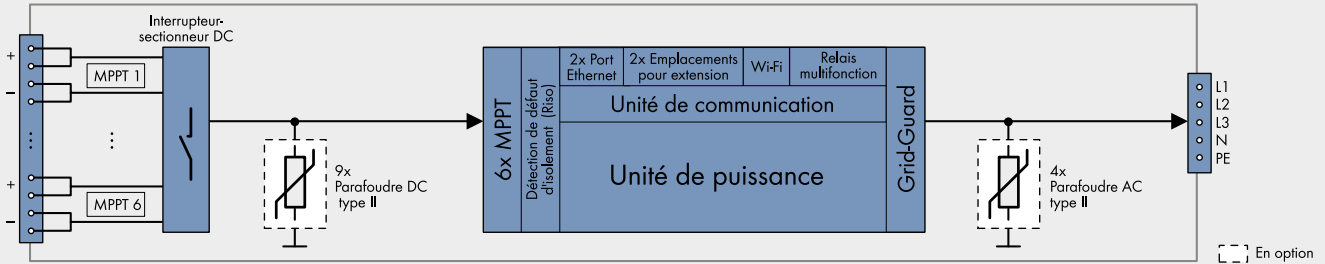 Interrupteur-
sectionneur DC
+
MPPT 1
−
...
...
+
MPPT 6
−
9x
Parafoudre DC
type II
6x MPPT
Détection de défaut
d'isolement (Riso)
2x Port
Ethernet
2x Emplacements
pour extension
Wi-Fi
Relais
multifonction
Unité de communication
Unité de puissance
Grid-Guard
4x
Parafoudre AC
type II
L1
L2
L3
N
PE
En option